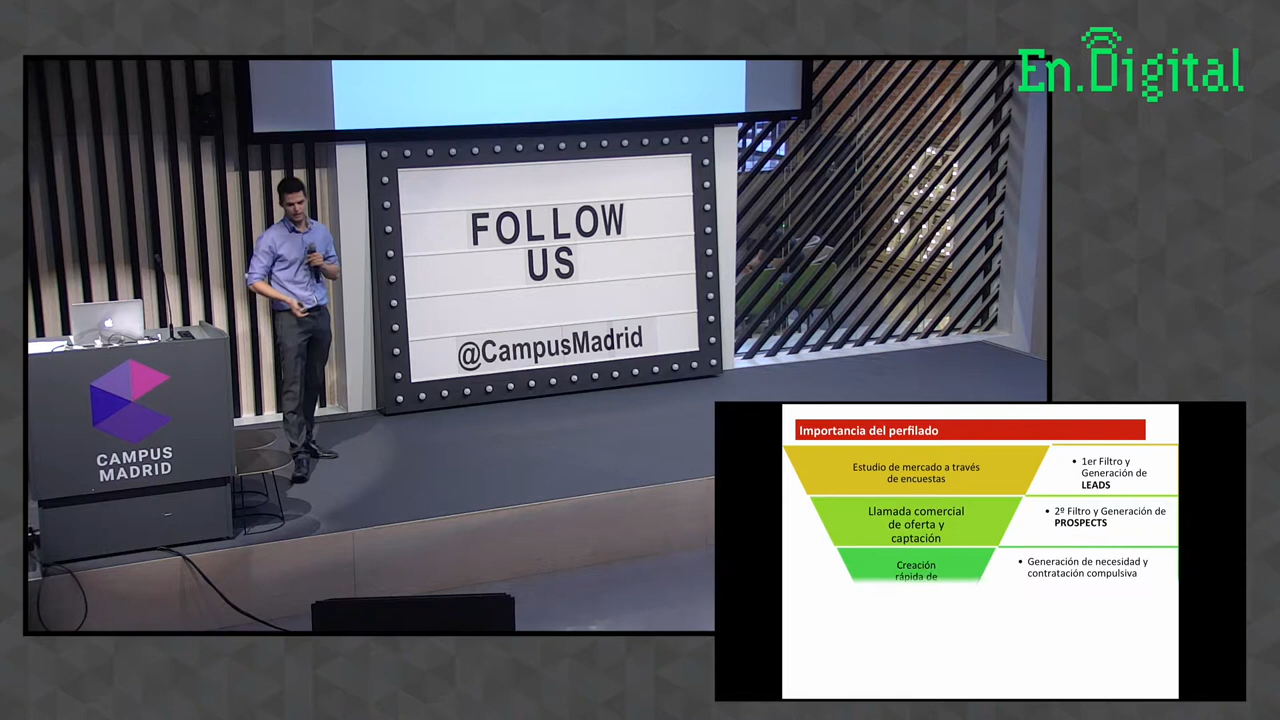 En.Digital
FOLLOW
US
@CampusMadrid
CAMPUS
MADRID
Importancia del perfilado
Estudio de mercado a través
de encuestas
• 1er Filtro y
Generación de
LEADS
Llamada comercial
de oferta y
captación
• 2º Filtro y Generación de
PROSPECTS
Creación
rápida de
• Generación de necesidad y
contratación compulsiva